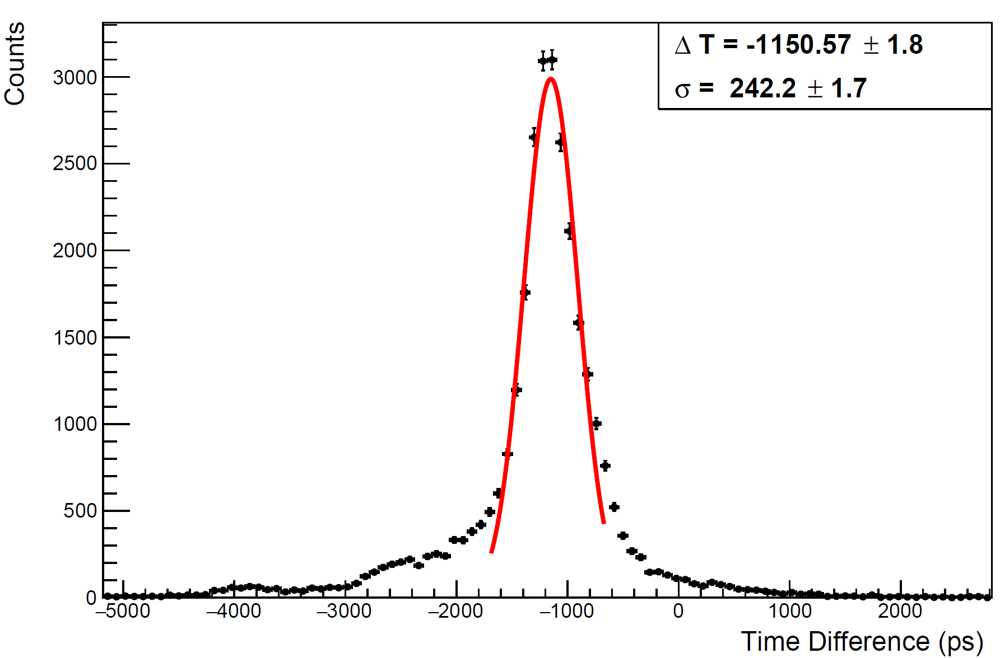 Counts
Δ T = -1150.57 ± 1.8
σ = 242.2 ± 1.7
3000
2500
2000
1500
1000
500
0
−5000 −4000 −3000 −2000 −1000 0 1000 2000
Time Difference (ps)